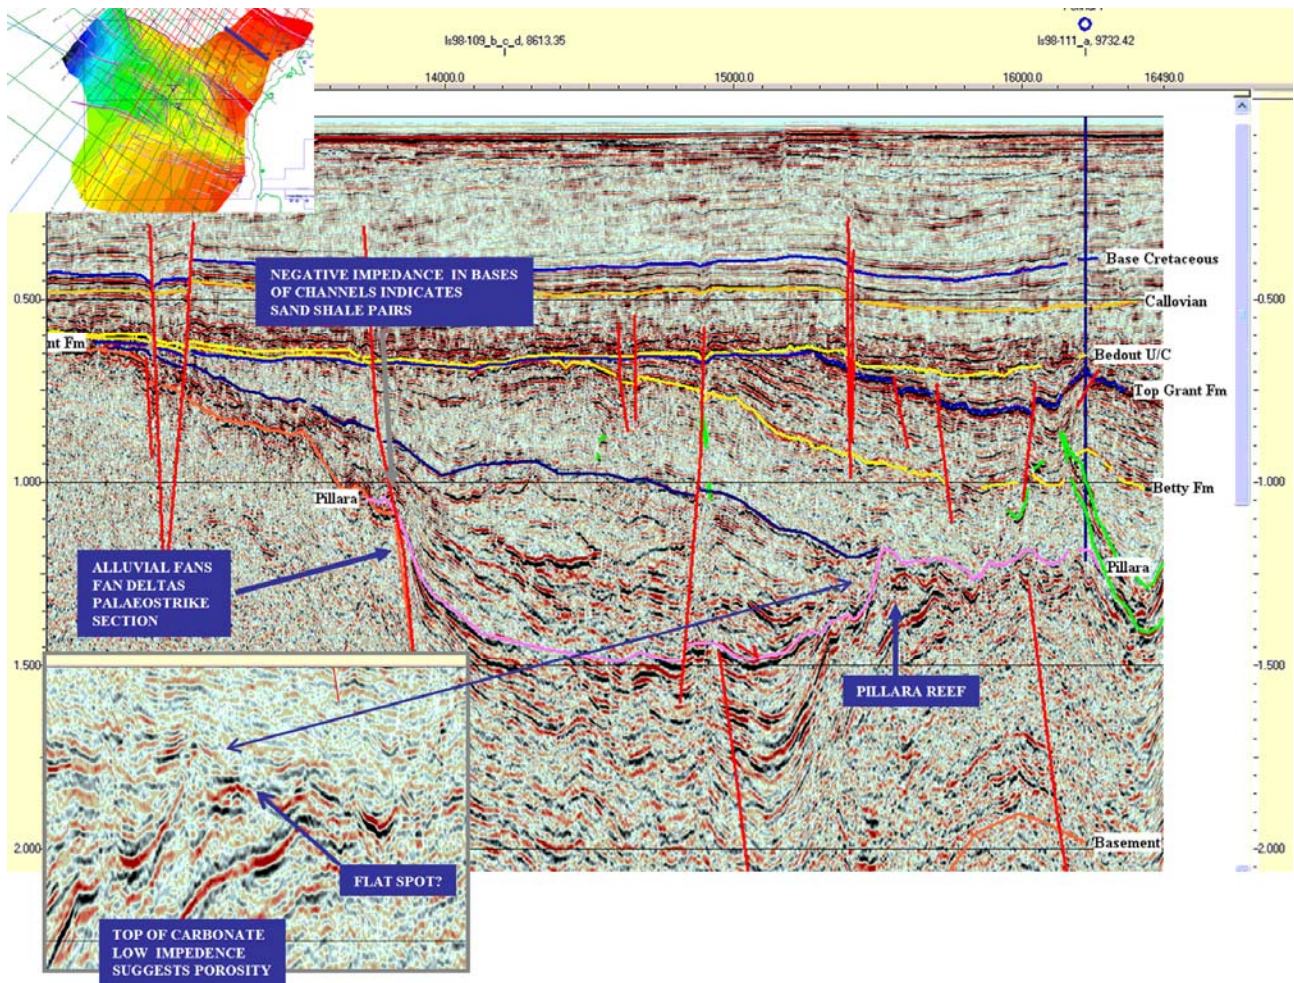 ls98-109_b_c_d, 8613.35
ls98-111_a, 9732.42
14000.0
15000.0
16000.0
16490.0
NEGATIVE IMPEDANCE IN BASES
OF CHANNELS INDICATES
SAND SHALE PAIRS
Base Cretaceous
Callovian
0.500
-0.500
nt Fm
Bedout U/C
Top Grant Fm
1.000
-1.000
Pillara
Betty Fm
ALLUVIAL FANS
FAN DELTAS
PALAEOSTRIKE
SECTION
Pillara
1.500
-1.500
PILLARA REEF
2.000
-2.000
Basement
FLAT SPOT?
TOP OF CARBONATE
LOW IMPEDENCE
SUGGESTS POROSITY